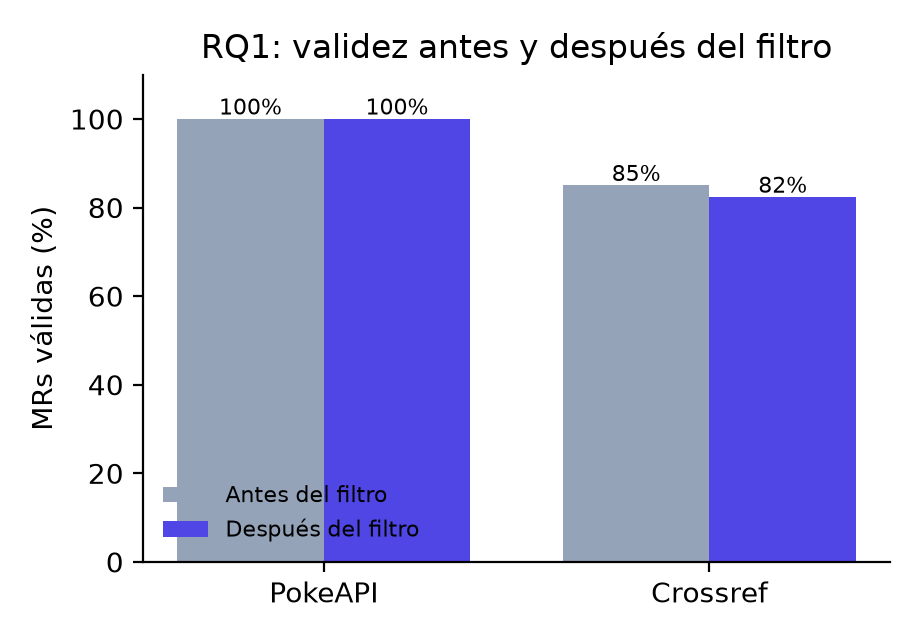 RQ1: validez antes y después del filtro
MRs válidas (%)
100
80
60
40
20
0
100%
100%
85%
82%
Antes del filtro
Después del filtro
PokeAPI
Crossref